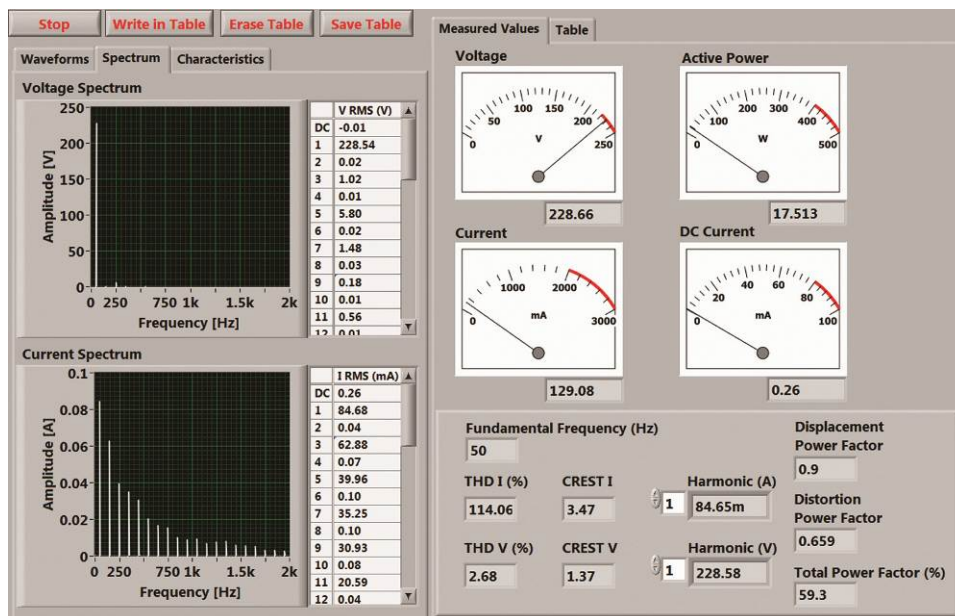 Stop
Write in Table
Erase Table
Save Table
Waveforms
Spectrum
Characteristics
Voltage Spectrum
Amplitude [V]
250
200
150
100
50
0
0 250 750 1k 1.5k 2k
Frequency [Hz]
V RMS (V)
DC -0.01
1 228.54
2 0.02
3 1.02
4 0.01
5 5.80
6 0.02
7 1.48
8 0.03
9 0.18
10 0.01
11 0.56
12 0.01
Current Spectrum
Amplitude [A]
0.1
0.08
0.06
0.04
0.02
0
0 250 750 1k 1.5k 2k
Frequency [Hz]
I RMS (mA)
DC 0.26
1 84.68
2 0.04
3 62.88
4 0.07
5 39.96
6 0.10
7 35.25
8 0.10
9 30.93
10 0.08
11 20.59
12 0.04
Measured Values
Table
Voltage
0 50 100 150 200 250
V
228.66
Active Power
0 100 200 300 400 500
W
17.513
Current
0 1000 2000 3000
mA
129.08
DC Current
0 20 40 60 80 100
mA
0.26
Fundamental Frequency (Hz)
50
THD I (%)
114.06
CREST I
3.47
Harmonic (A)
1 84.65m
THD V (%)
2.68
CREST V
1.37
Harmonic (V)
1 228.58
Displacement
Power Factor
0.9
Distortion
Power Factor
0.659
Total Power Factor (%)
59.3